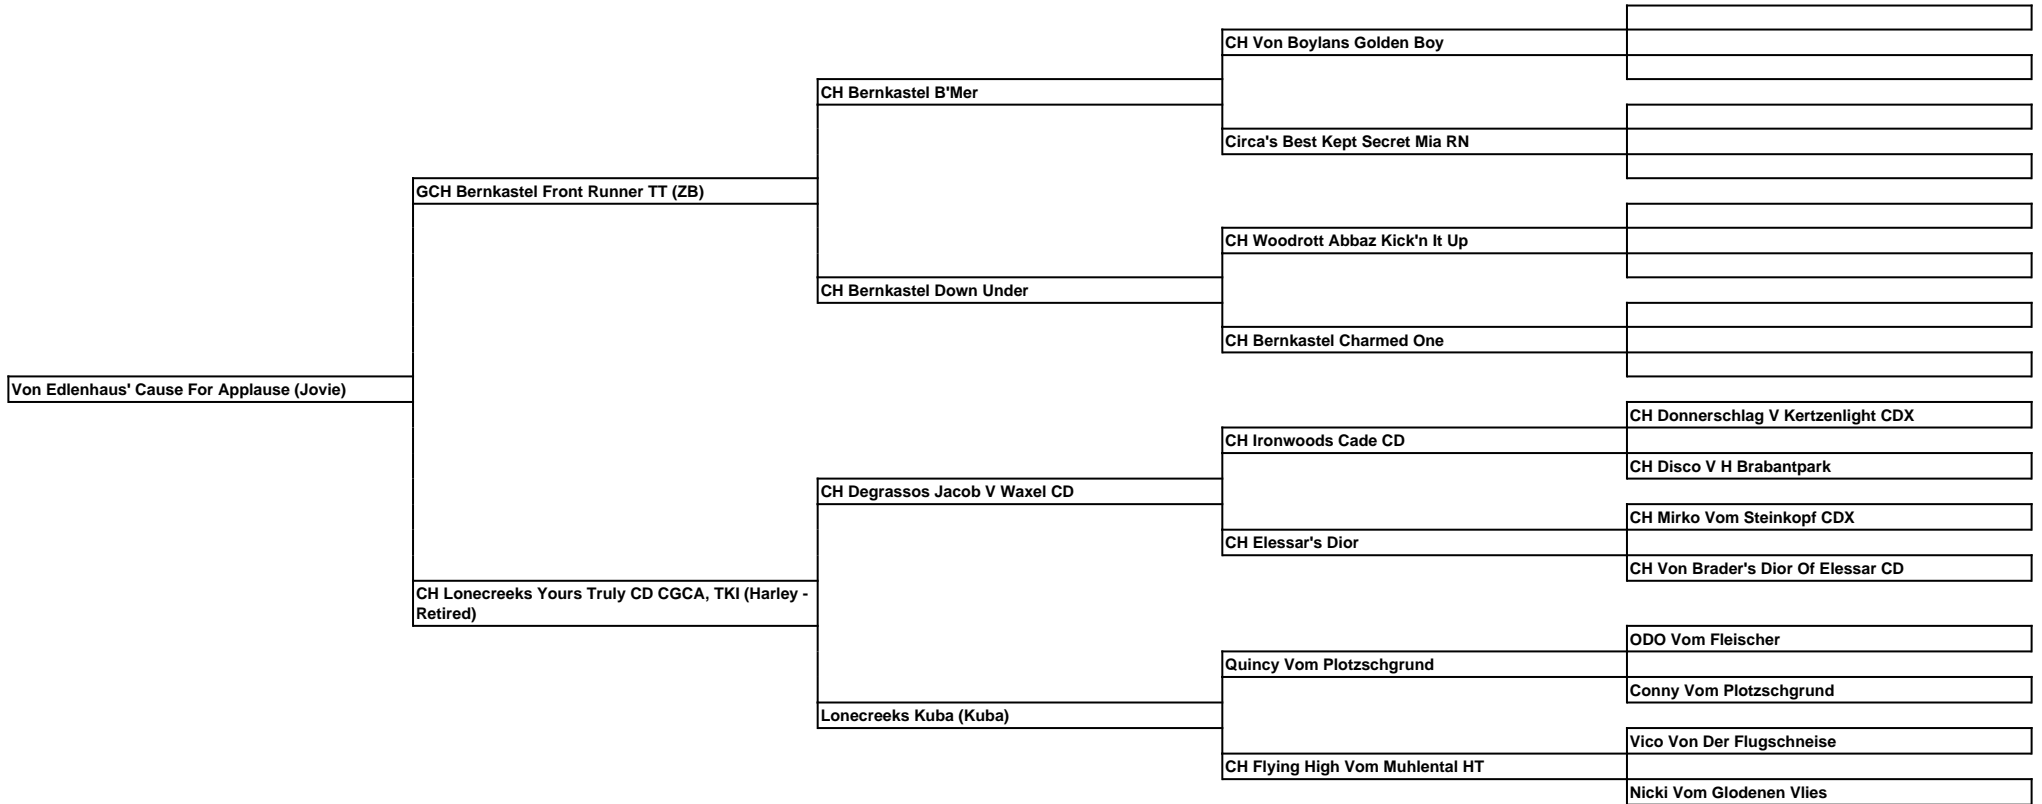 CH Von Boylans Golden Boy
CH Bernkastel B'Mer
Circa's Best Kept Secret Mia RN
GCH Bernkastel Front Runner TT (ZB)
CH Woodrott Abbaz Kick'n It Up
CH Bernkastel Down Under
CH Bernkastel Charmed One
Von Edlenhaus' Cause For Applause (Jovie)
CH Donnerschlag V Kertzenlight CDX
CH Ironwoods Cade CD
CH Disco V H Brabantpark
CH Degrassos Jacob V Waxel CD
CH Mirko Vom Steinkopf CDX
CH Elessar's Dior
CH Von Brader's Dior Of Elessar CD
CH Lonecreeks Yours Truly CD CGCA, TKI (Harley -
Retired)
ODO Vom Fleischer
Quincy Vom Plotzschgrund
Conny Vom Plotzschgrund
Lonecreeks Kuba (Kuba)
Vico Von Der Flugschneise
CH Flying High Vom Muhlental HT
Nicki Vom Glodenen Vlies